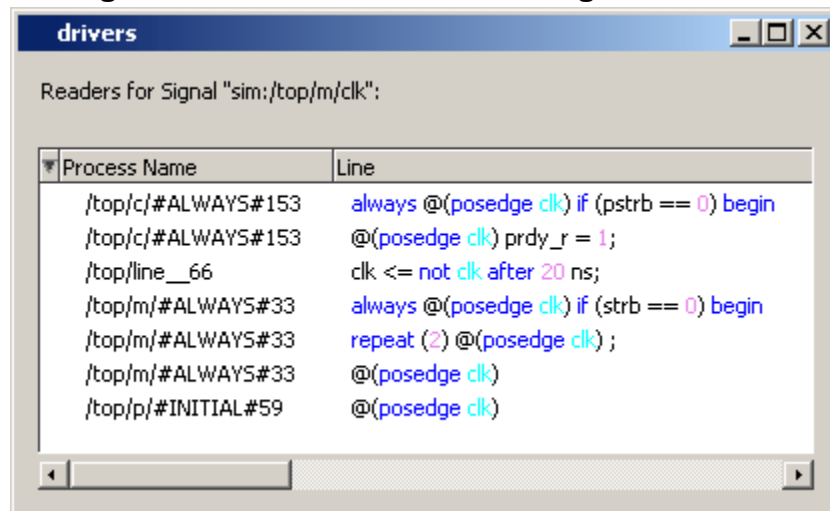 drivers
Readers for Signal "sim:/top/m/clk":
Process Name Line
/top/c/#ALWAYS#153 always @(posedge clk) if (pstrb == 0) begin
/top/c/#ALWAYS#153 @(posedge clk) prdy_r = 1;
/top/line__66 clk <= not clk after 20 ns;
/top/m/#ALWAYS#33 always @(posedge clk) if (strb == 0) begin
/top/m/#ALWAYS#33 repeat (2) @(posedge clk) ;
/top/m/#ALWAYS#33 @(posedge clk)
/top/p/#INITIAL#59 @(posedge clk)